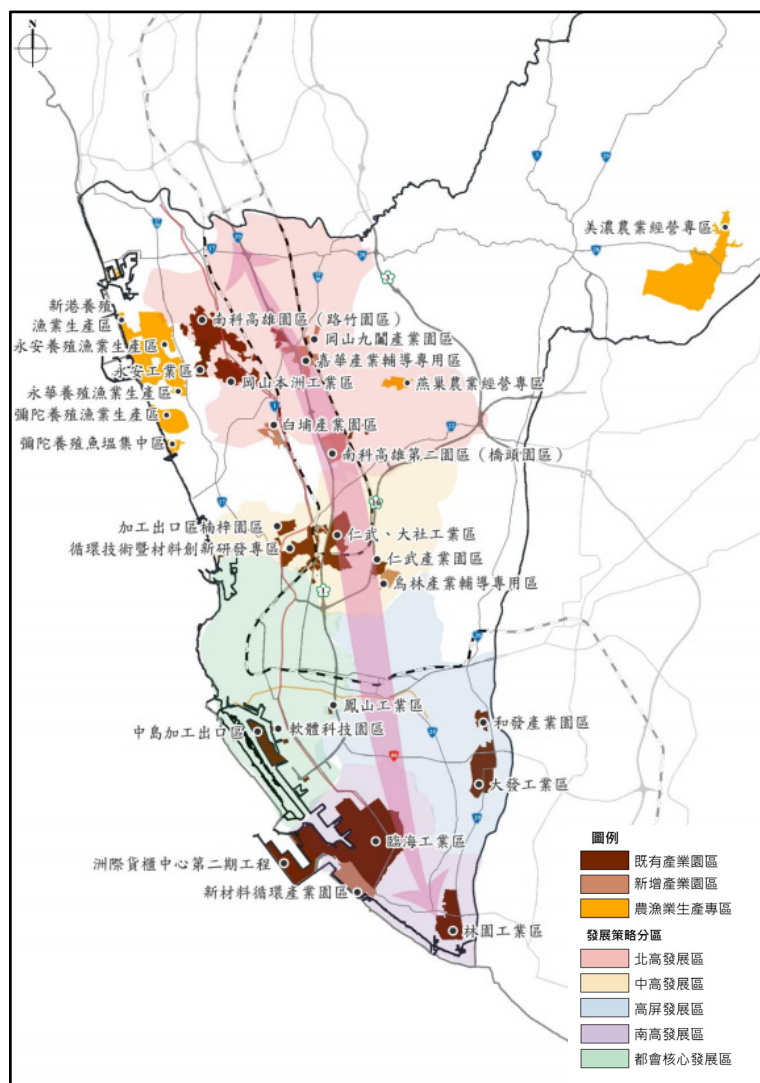 N
美濃農業經營專區
新港養殖
漁業生產區
南科高雄園區（路竹園區）
岡山九鬮產業園區
永安養殖漁業生產區
嘉華產業輔導專用區
永安工業區
岡山本洲工業區
燕巢農業經營專區
永華養殖漁業生產區
彌陀養殖漁業生產區
白埔產業園區
彌陀養殖魚塭集中區
南科高雄第二園區（橋頭園區）
加工出口區楠梓園區
仁武、大社工業區
循環技術暨材料創新研發專區
仁武產業園區
烏林產業輔導專用區
鳳山工業區
和發產業園區
中島加工出口區
軟體科技園區
大發工業區
臨海工業區
洲際貨櫃中心第二期工程
新材料循環產業園區
林園工業區
圖例
既有產業園區
新增產業園區
農漁業生產專區
發展策略分區
北高發展區
中高發展區
高屏發展區
南高發展區
都會核心發展區